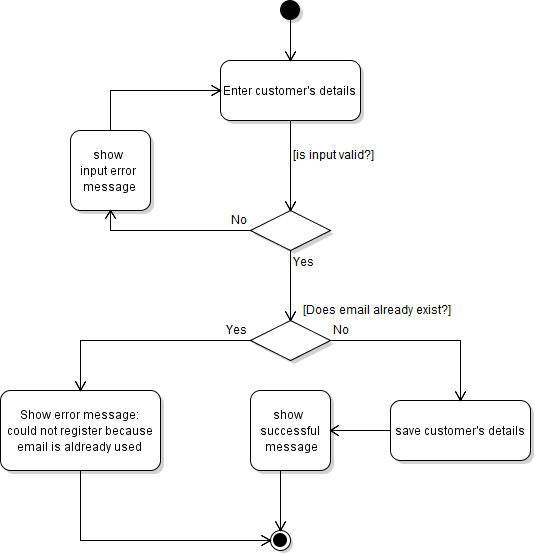 Enter customer's details
[is input valid?]
show
input error
message
No
Yes
[Does email already exist?]
Yes
No
Show error message:
could not register because
email is aldready used
show
successful
message
save customer's details